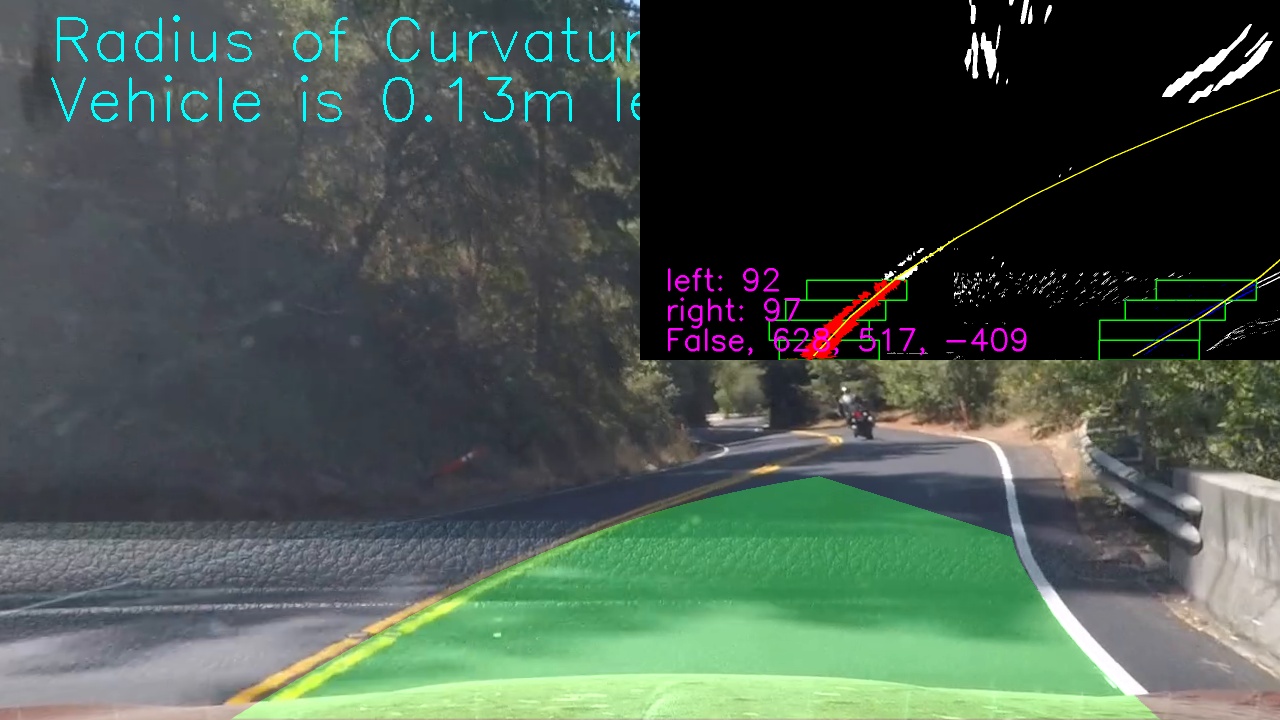 Radius of Curvatur
Vehicle is 0.13m le
left: 92
right: 97
False, 628, 517, -409